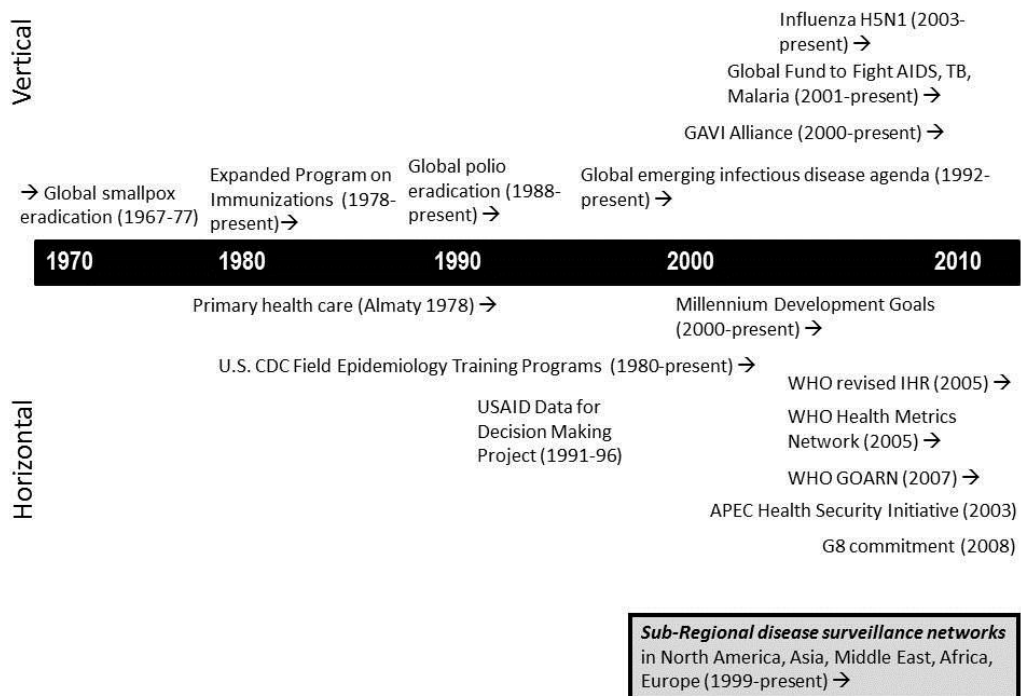 Vertical
Influenza H5N1 (2003-
present) →
Global Fund to Fight AIDS, TB,
Malaria (2001-present) →
GAVI Alliance (2000-present) →
→ Global smallpox
eradication (1967-77)
Expanded Program on
Immunizations (1978-
present)→
Global polio
eradication (1988-
present) →
Global emerging infectious disease agenda (1992-
present) →
1970 1980 1990 2000 2010
Horizontal
Primary health care (Almaty 1978) →
Millennium Development Goals
(2000-present) →
U.S. CDC Field Epidemiology Training Programs (1980-present) →
WHO revised IHR (2005) →
USAID Data for
Decision Making
Project (1991-96)
WHO Health Metrics
Network (2005) →
WHO GOARN (2007) →
APEC Health Security Initiative (2003)
G8 commitment (2008)
Sub-Regional disease surveillance networks
in North America, Asia, Middle East, Africa,
Europe (1999-present) →